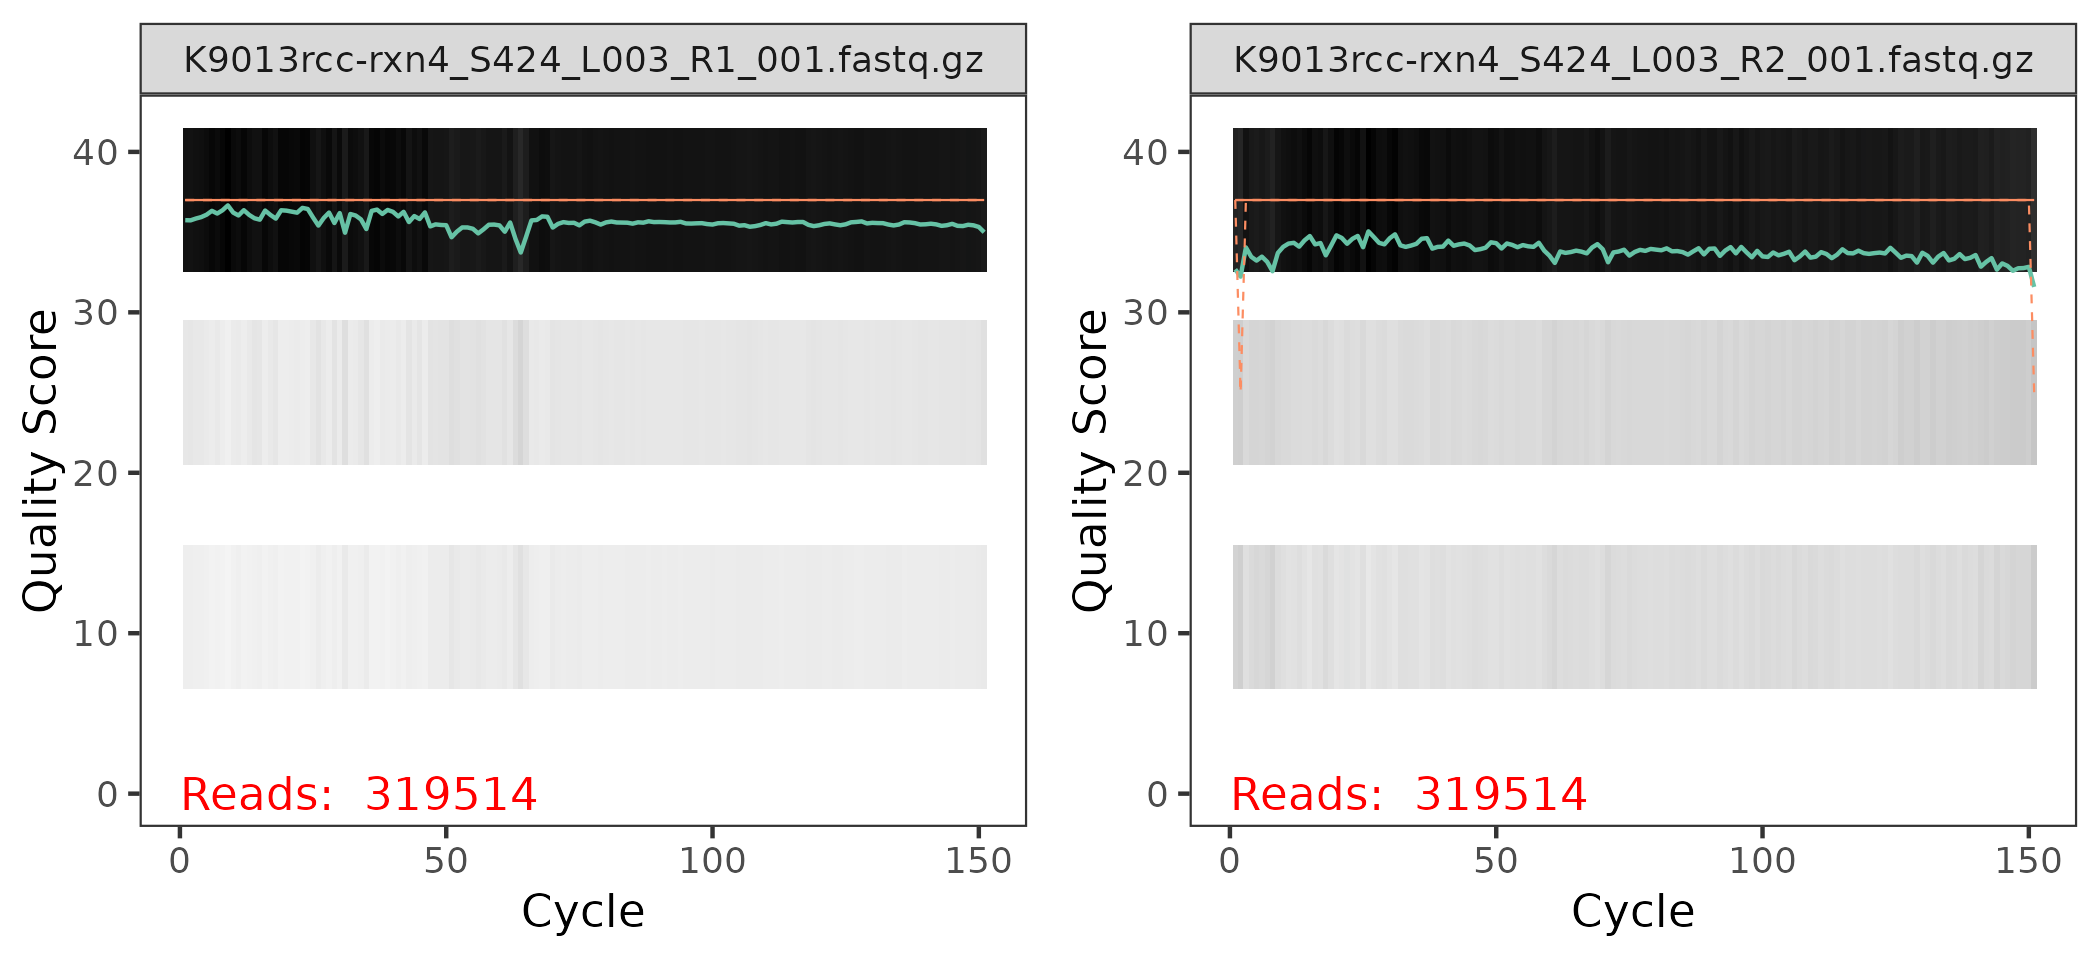 K9013rcc-rxn4_S424_L003_R1_001.fastq.gz
40
30
20
10
0
Quality Score
Reads: 319514
0 50 100 150
Cycle
K9013rcc-rxn4_S424_L003_R2_001.fastq.gz
40
30
20
10
0
Quality Score
Reads: 319514
0 50 100 150
Cycle